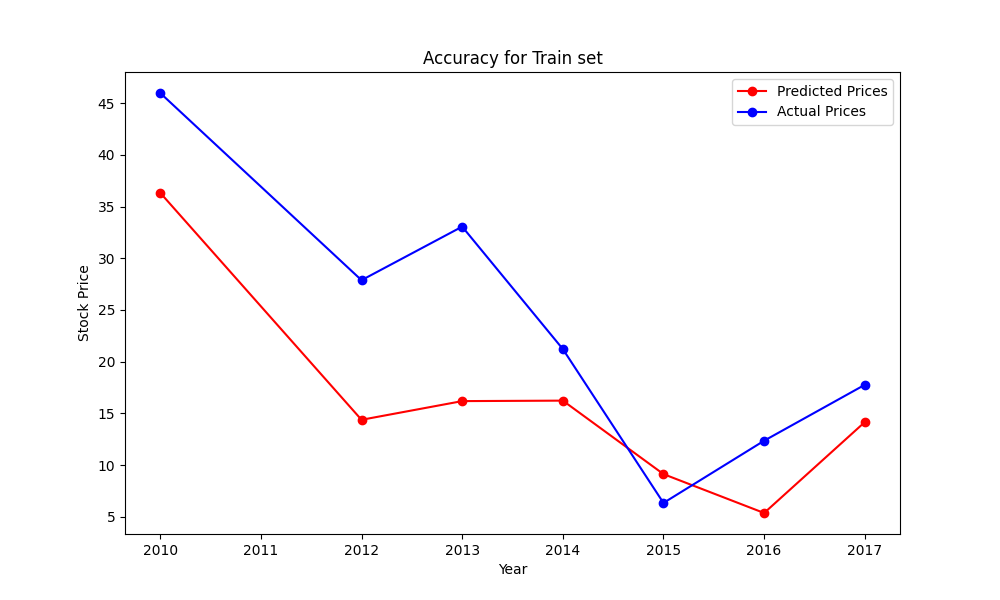 Accuracy for Train set
Predicted Prices
Actual Prices
Stock Price
45
40
35
30
25
20
15
10
5
2010 2011 2012 2013 2014 2015 2016 2017
Year